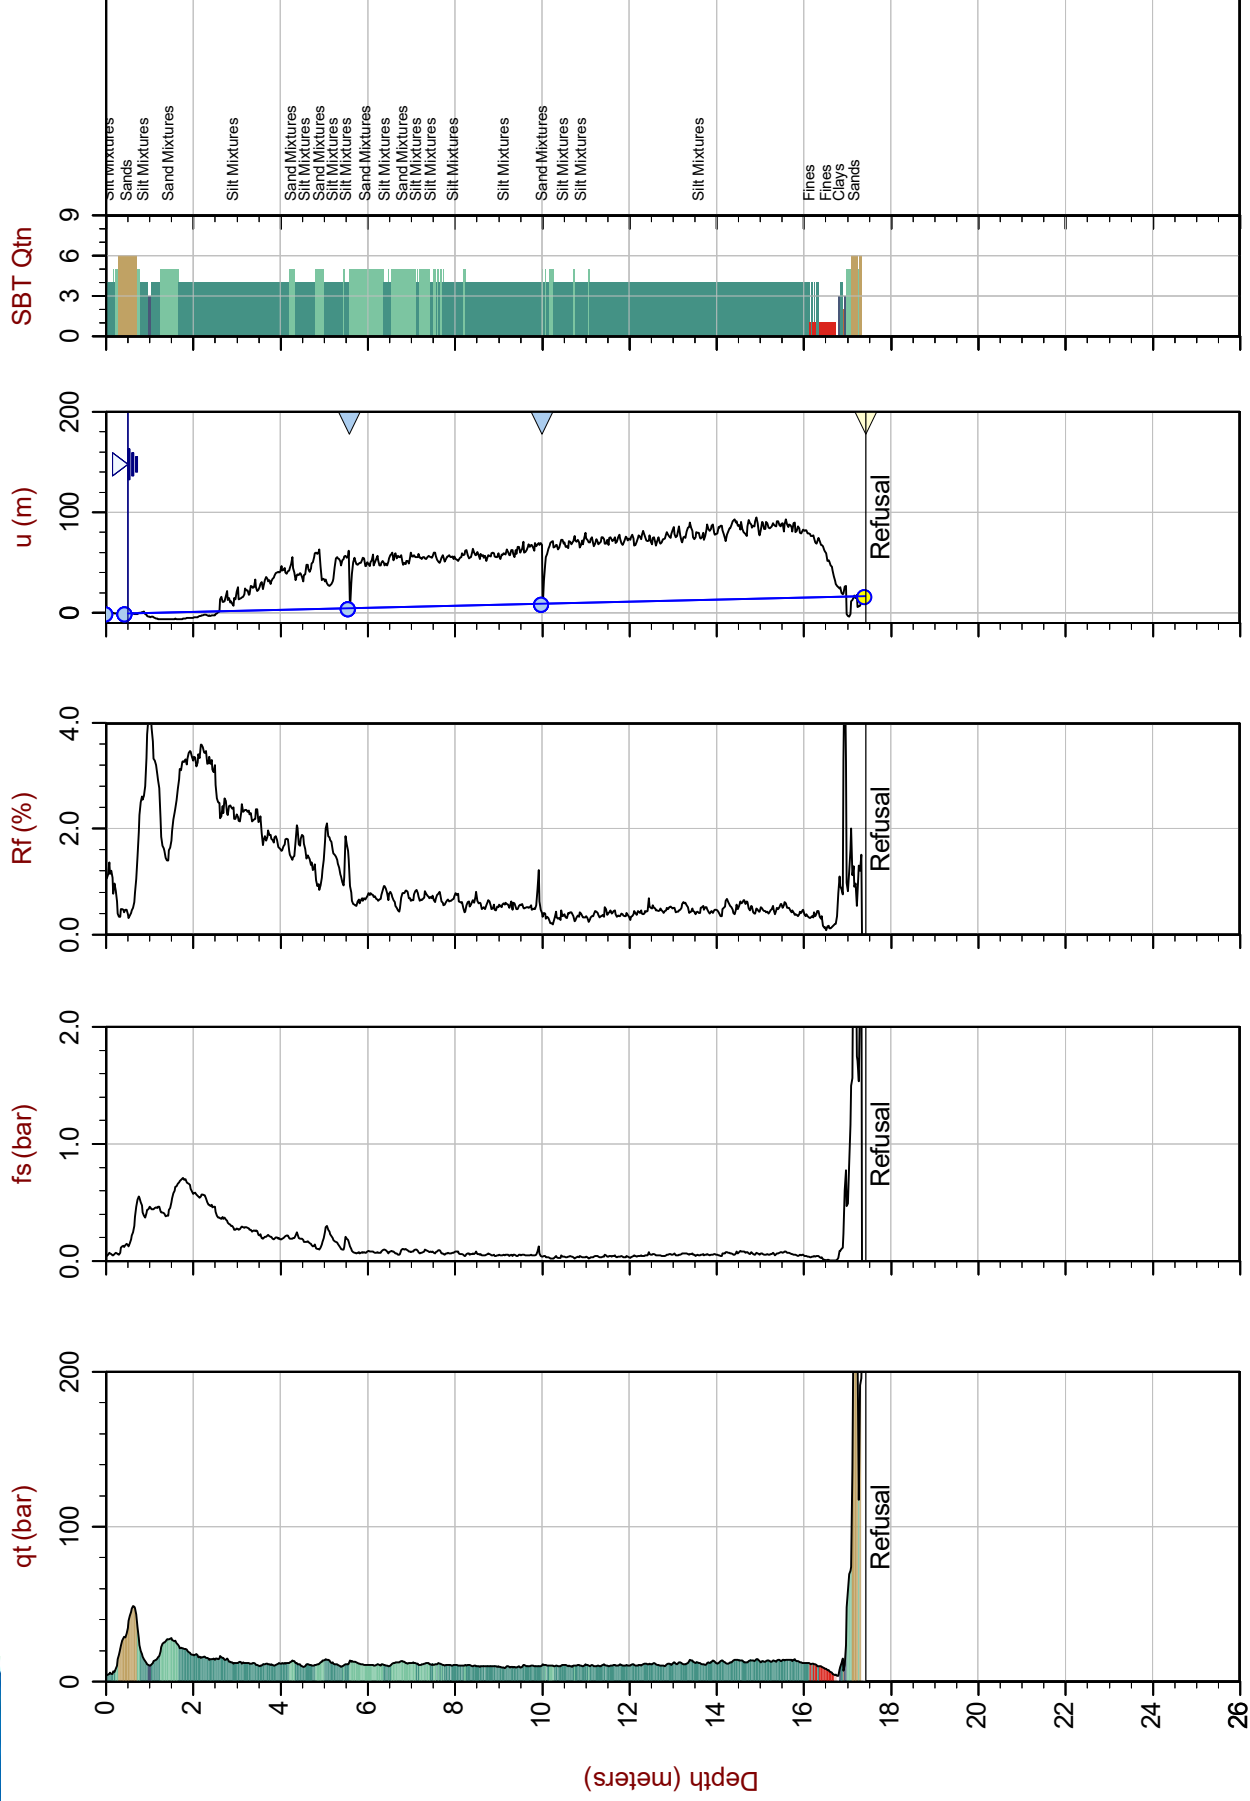 Depth (meters)
0
2
4
6
8
10
12
14
16
18
20
22
24
26
qt (bar)
0
100
200
Refusal
fs (bar)
0.0
1.0
2.0
Refusal
Rf (%)
0.0
2.0
4.0
Refusal
u (m)
0
100
200
Refusal
SBT Qtn
0
3
6
9
Silt Mixtures
Sands
Silt Mixtures
Sand Mixtures
Silt Mixtures
Sand Mixtures
Silt Mixtures
Sand Mixtures
Silt Mixtures
Silt Mixtures
Sand Mixtures
Silt Mixtures
Sand Mixtures
Silt Mixtures
Silt Mixtures
Silt Mixtures
Silt Mixtures
Sand Mixtures
Silt Mixtures
Silt Mixtures
Silt Mixtures
Fines
Fines
Clays
Sands